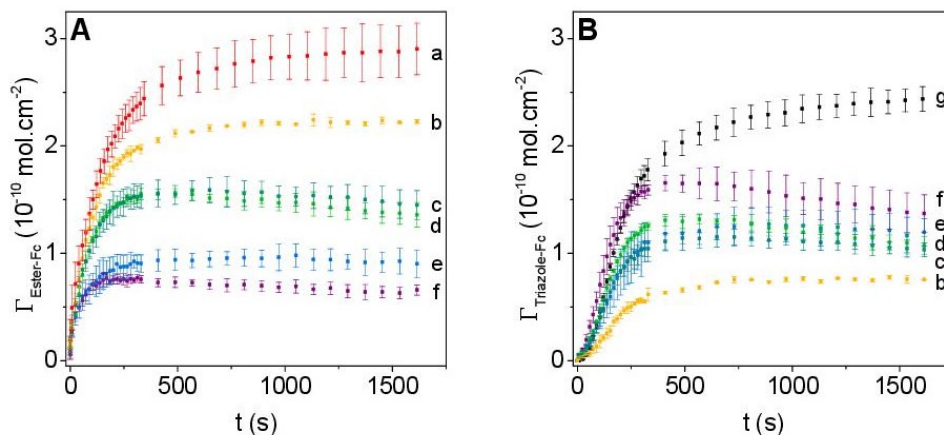 A
Γ Ester-Fc (10⁻¹⁰ mol.cm⁻²)
3
2
1
0
a
b
c
d
e
f
0 500 1000 1500
t (s)
B
Γ Triazole-Fc (10⁻¹⁰ mol.cm⁻²)
3
2
1
0
g
f
e
d
c
b
0 500 1000 1500
t (s)